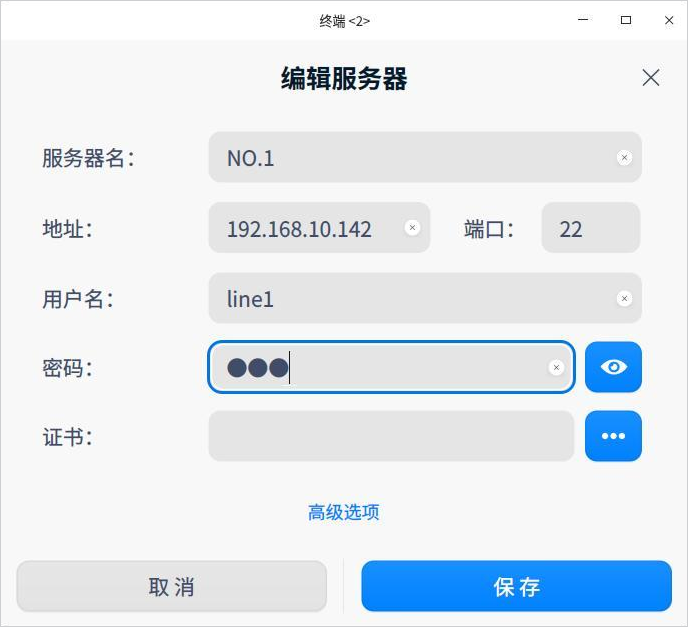 终端 <2>
编辑服务器
服务器名： NO.1
地址： 192.168.10.142 端口： 22
用户名： line1
密码： ●●●
证书：
高级选项
取消 保存